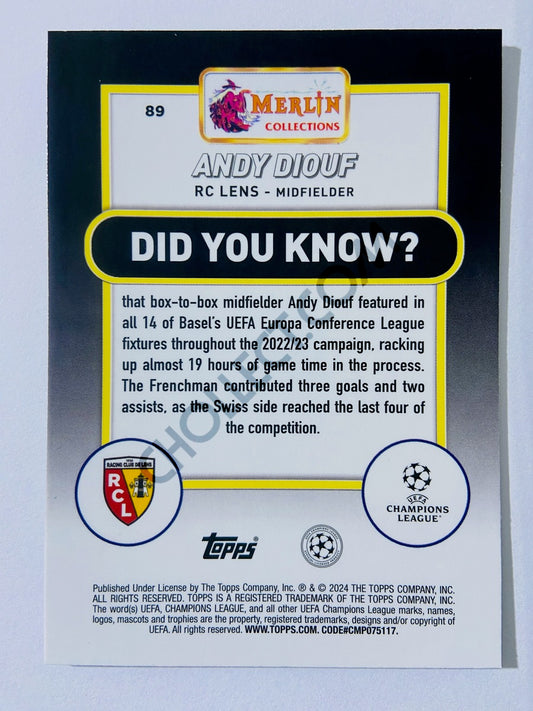 89
MERLIN
COLLECTIONS
ANDY DIOUF
RC LENS - MIDFIELDER
DID YOU KNOW?
that box-to-box midfielder Andy Diouf featured in
all 14 of Basel's UEFA Europa Conference League
fixtures throughout the 2022/23 campaign, racking
up almost 19 hours of game time in the process.
The Frenchman contributed three goals and two
assists, as the Swiss side reached the last four of
the competition.
CHOLLECT.COM
RACING CLUB DE LENS
RCL
UEFA
CHAMPIONS
LEAGUE®
Topps®
Published Under License by The Topps Company, Inc. ® & © 2024 THE TOPPS COMPANY, INC.
ALL RIGHTS RESERVED. TOPPS IS A REGISTERED TRADEMARK OF THE TOPPS COMPANY, INC.
The word(s) UEFA, CHAMPIONS LEAGUE, and all other UEFA Champions League marks, names,
logos, mascots and trophies are the property, registered trademarks, designs and/or copyright of
UEFA. All rights reserved. WWW.TOPPS.COM. CODE#CMP075117.